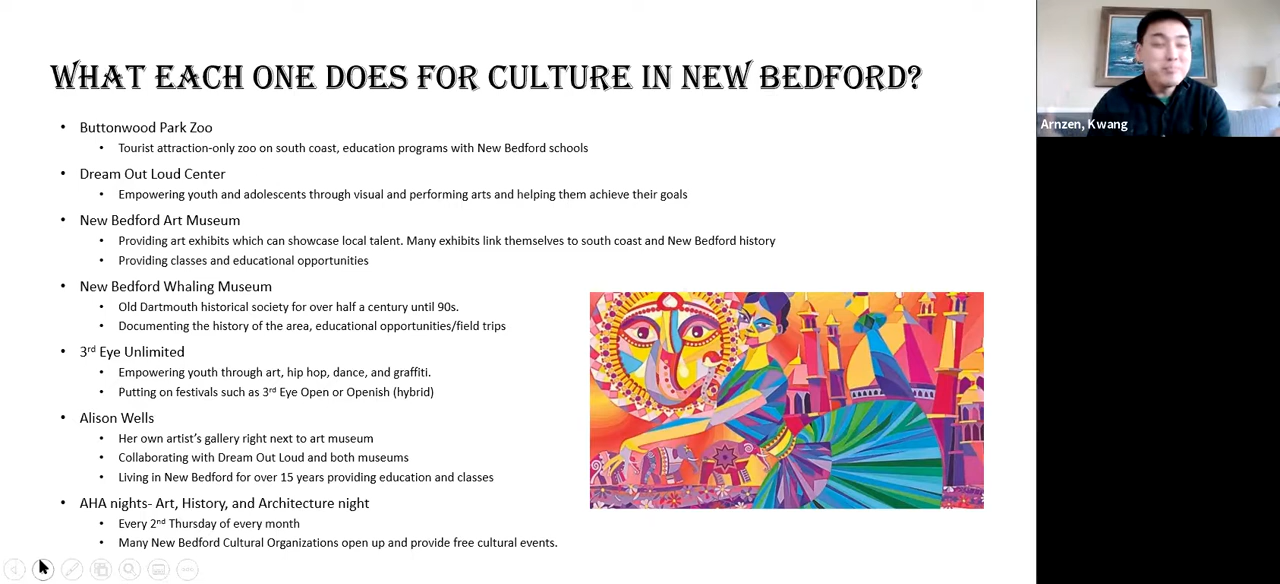 WHAT EACH ONE DOES FOR CULTURE IN NEW BEDFORD?
Arnzen, Kwang
• Buttonwood Park Zoo
• Tourist attraction-only zoo on south coast, education programs with New Bedford schools
• Dream Out Loud Center
• Empowering youth and adolescents through visual and performing arts and helping them achieve their goals
• New Bedford Art Museum
• Providing art exhibits which can showcase local talent. Many exhibits link themselves to south coast and New Bedford history
• Providing classes and educational opportunities
• New Bedford Whaling Museum
• Old Dartmouth historical society for over half a century until 90s.
• Documenting the history of the area, educational opportunities/field trips
• 3rd Eye Unlimited
• Empowering youth through art, hip hop, dance, and graffiti.
• Putting on festivals such as 3rd Eye Open or Openish (hybrid)
• Alison Wells
• Her own artist's gallery right next to art museum
• Collaborating with Dream Out Loud and both museums
• Living in New Bedford for over 15 years providing education and classes
• AHA nights- Art, History, and Architecture night
• Every 2nd Thursday of every month
• Many New Bedford Cultural Organizations open up and provide free cultural events.